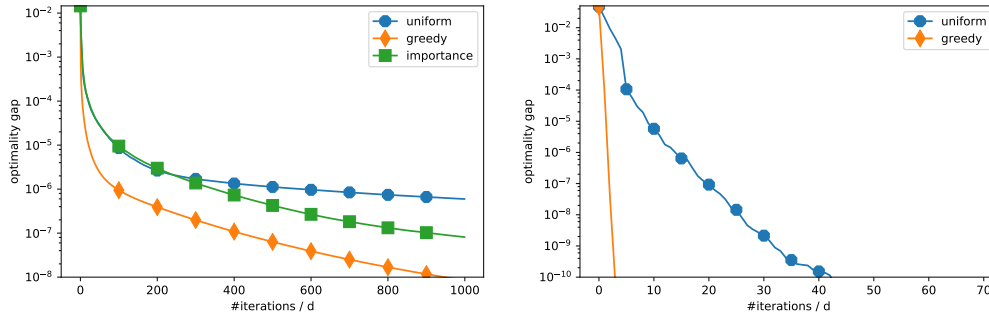 10⁻²
10⁻³
10⁻⁴
10⁻⁵
10⁻⁶
10⁻⁷
10⁻⁸
optimality gap
uniform
greedy
importance
0 200 400 600 800 1000
#iterations / d
10⁻²
10⁻³
10⁻⁴
10⁻⁵
10⁻⁶
10⁻⁷
10⁻⁸
10⁻⁹
10⁻¹⁰
optimality gap
uniform
greedy
0 10 20 30 40 50 60 70
#iterations / d